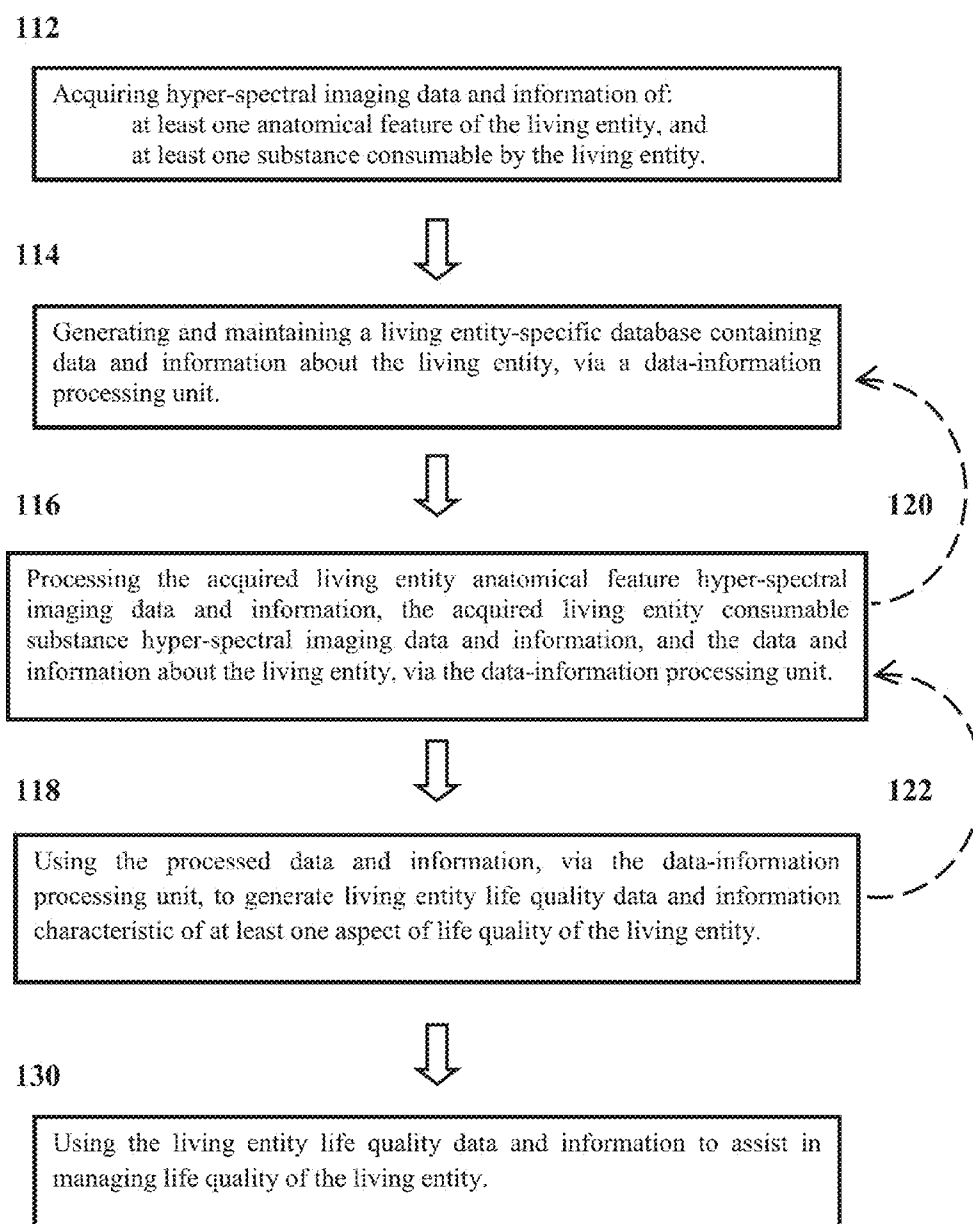 112
Acquiring hyper-spectral imaging data and information of:
at least one anatomical feature of the living entity, and
at least one substance consumable by the living entity.
114
Generating and maintaining a living entity-specific database containing
data and information about the living entity, via a data-information
processing unit.
116
120
Processing the acquired living entity anatomical feature hyper-spectral
imaging data and information, the acquired living entity consumable
substance hyper-spectral imaging data and information, and the data and
information about the living entity, via the data-information processing unit.
118
122
Using the processed data and information, via the data-information
processing unit, to generate living entity life quality data and information
characteristic of at least one aspect of life quality of the living entity.
130
Using the living entity life quality data and information to assist in
managing life quality of the living entity.